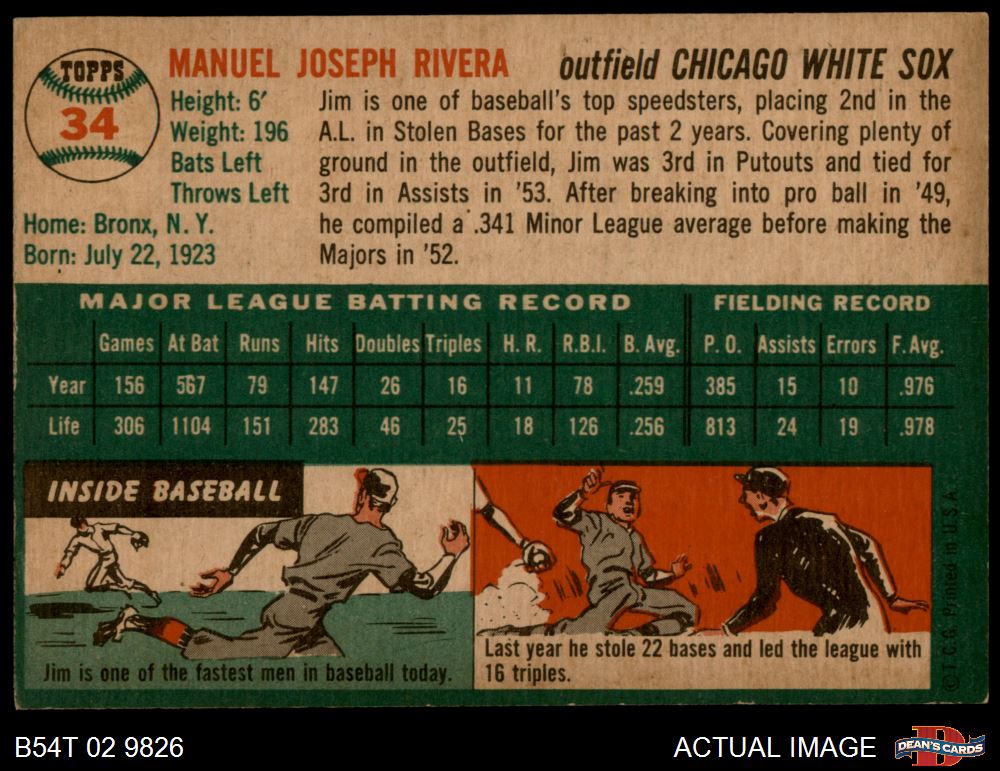 TOPPS
34
MANUEL JOSEPH RIVERA outfield CHICAGO WHITE SOX
Height: 6'
Weight: 196
Bats Left
Throws Left
Home: Bronx, N. Y.
Born: July 22, 1923
Jim is one of baseball's top speedsters, placing 2nd in the
A.L. in Stolen Bases for the past 2 years. Covering plenty of
ground in the outfield, Jim was 3rd in Putouts and tied for
3rd in Assists in '53. After breaking into pro ball in '49,
he compiled a .341 Minor League average before making the
Majors in '52.
MAJOR LEAGUE BATTING RECORD FIELDING RECORD
Games At Bat Runs Hits Doubles Triples H. R. R.B.I. B. Avg. P. O. Assists Errors F. Avg.
Year 156 567 79 147 26 16 11 78 .259 385 15 10 .976
Life 306 1104 151 283 46 25 18 126 .256 813 24 19 .978
INSIDE BASEBALL
Jim is one of the fastest men in baseball today.
Last year he stole 22 bases and led the league with
16 triples.
© T.C.G. Printed in U.S.A.
B54T 02 9826 ACTUAL IMAGE
D
DEAN'S CARDS